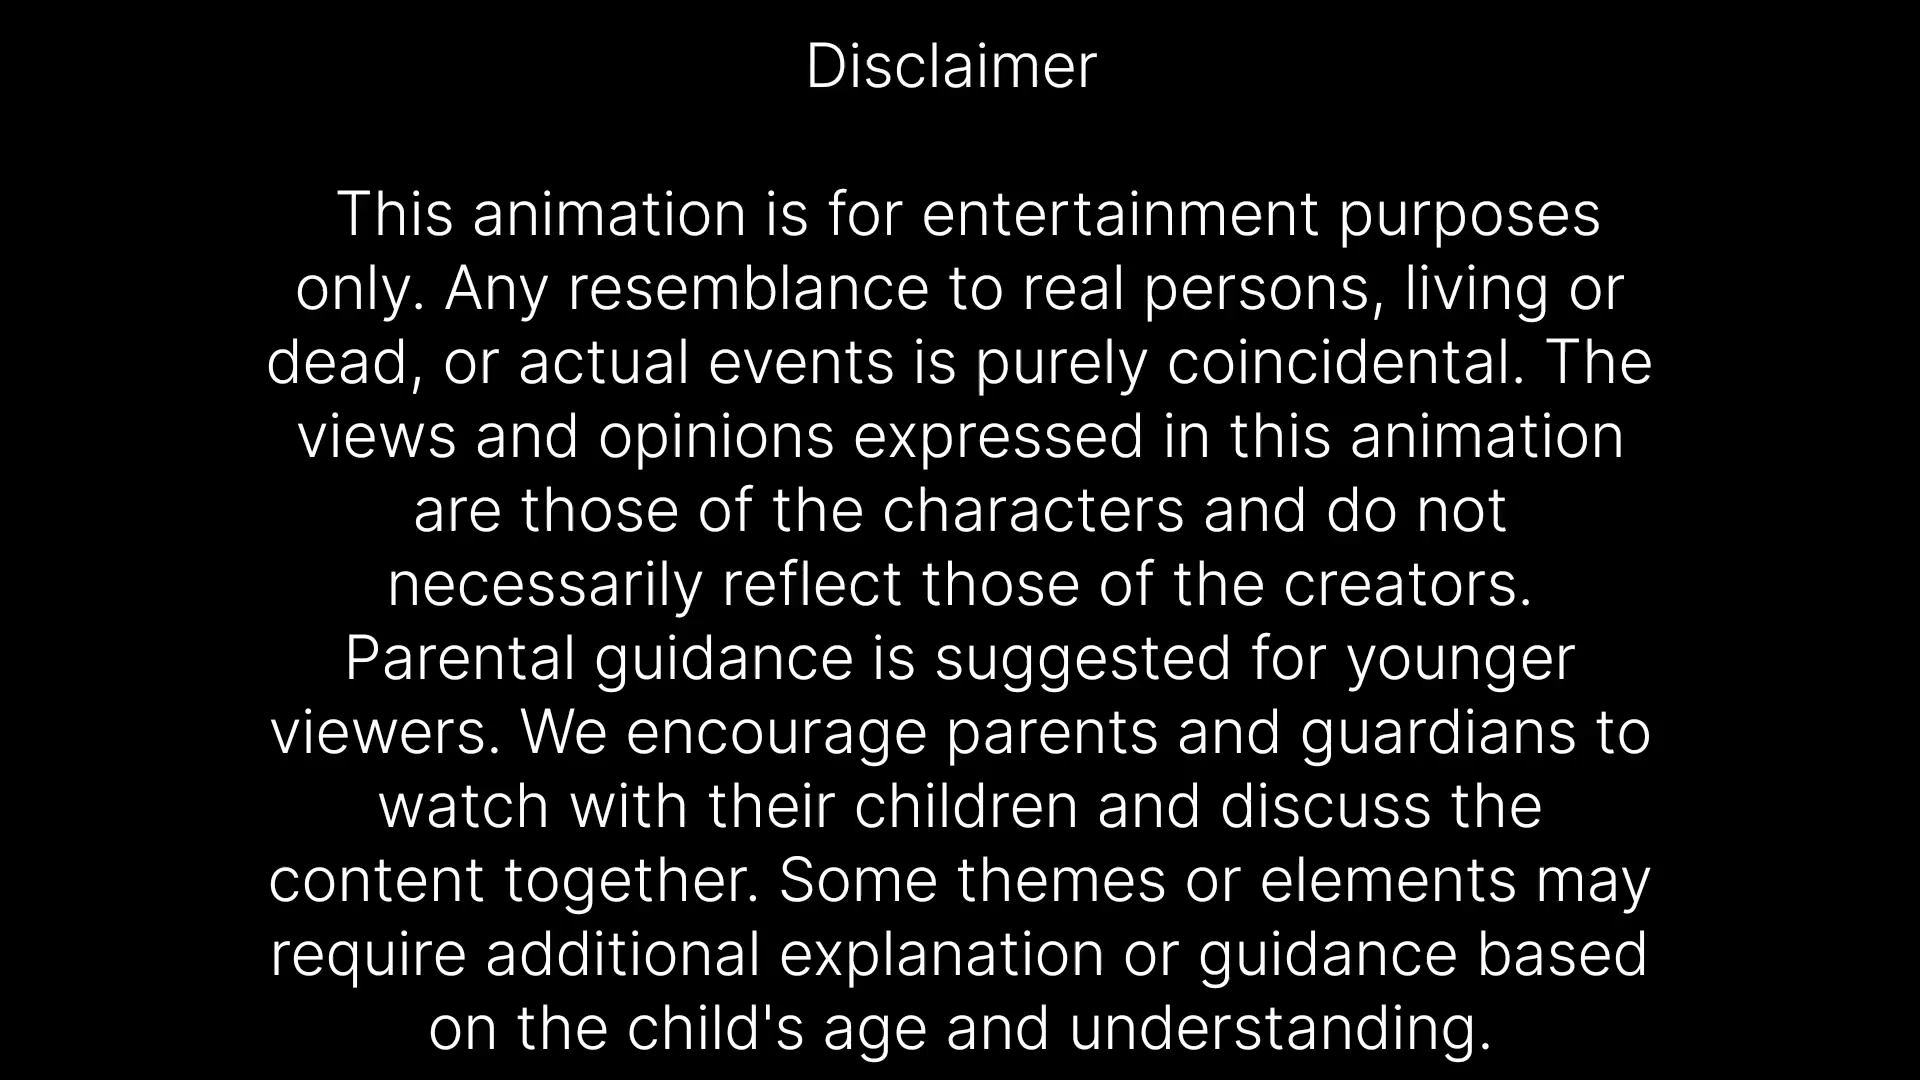 Disclaimer
This animation is for entertainment purposes
only. Any resemblance to real persons, living or
dead, or actual events is purely coincidental. The
views and opinions expressed in this animation
are those of the characters and do not
necessarily reflect those of the creators.
Parental guidance is suggested for younger
viewers. We encourage parents and guardians to
watch with their children and discuss the
content together. Some themes or elements may
require additional explanation or guidance based
on the child's age and understanding.